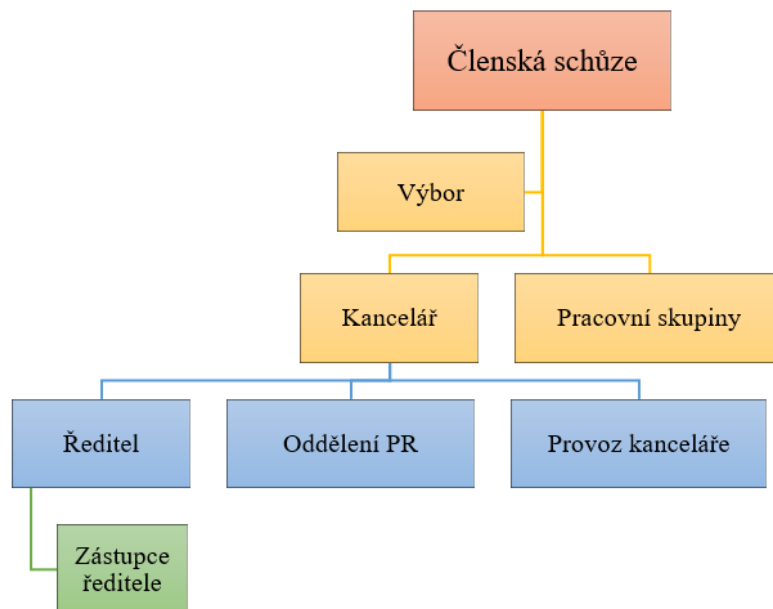 Členská schůze
Výbor
Kancelář
Pracovní skupiny
Ředitel
Oddělení PR
Provoz kanceláře
Zástupce
ředitele